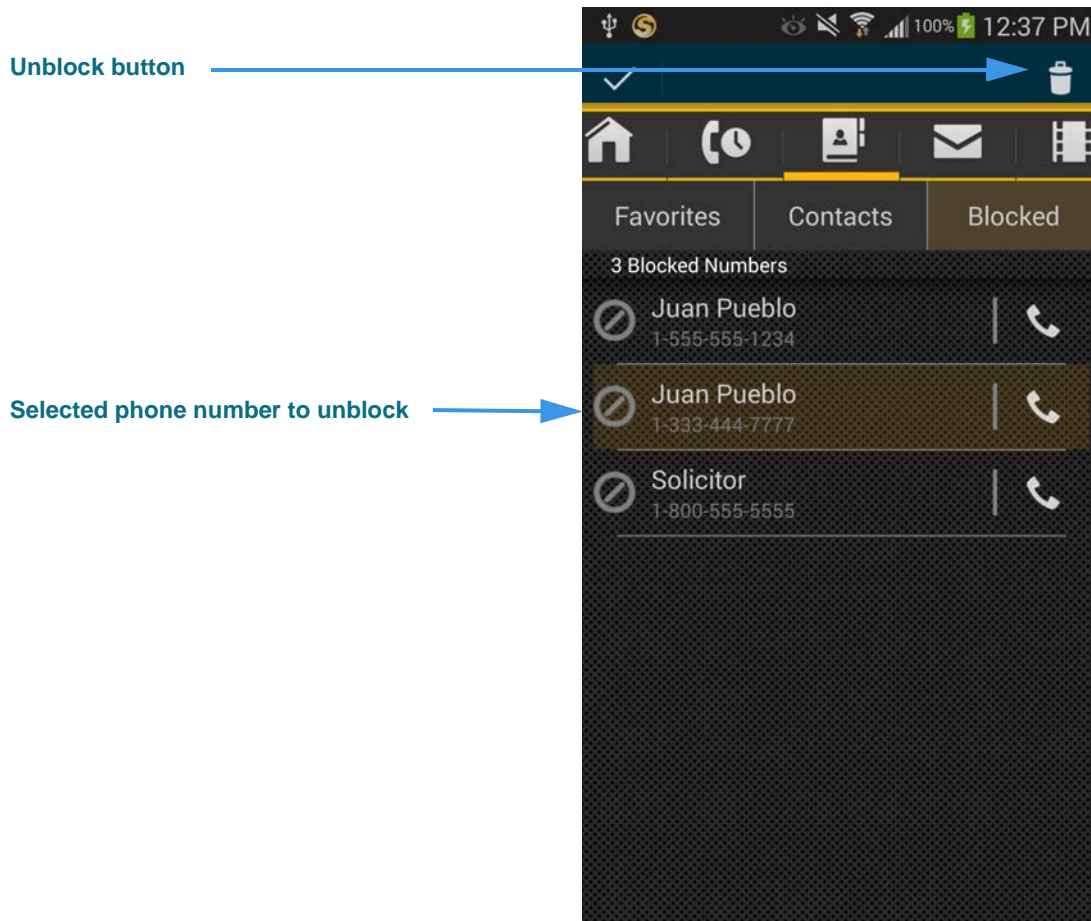 100% 12:37 PM
Unblock button
Favorites Contacts Blocked
3 Blocked Numbers
Juan Pueblo
1-555-555-1234
Selected phone number to unblock
Juan Pueblo
1-333-444-7777
Solicitor
1-800-555-5555